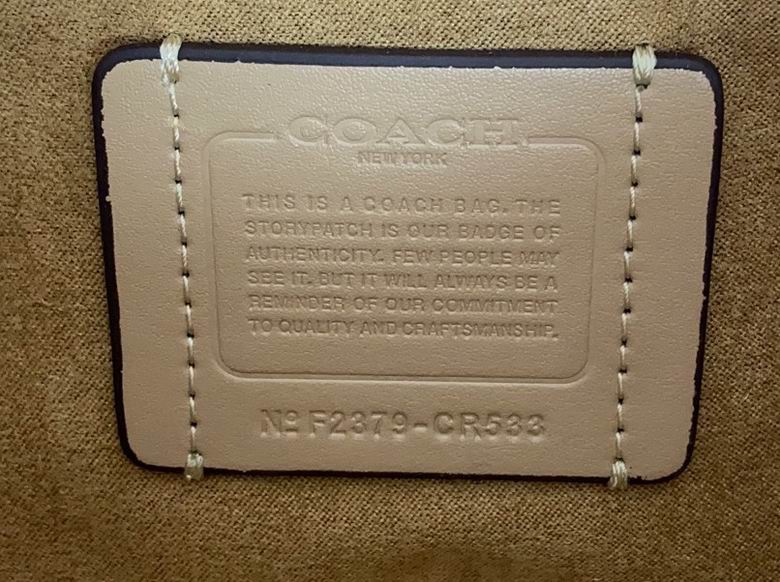 COACH
NEW YORK
THIS IS A COACH BAG. THE
STORYPATCH IS OUR BADGE OF
AUTHENTICITY. FEW PEOPLE MAY
SEE IT. BUT IT WILL ALWAYS BE A
REMINDER OF OUR COMMITMENT
TO QUALITY AND CRAFTSMANSHIP.
Nº F2379-CR533